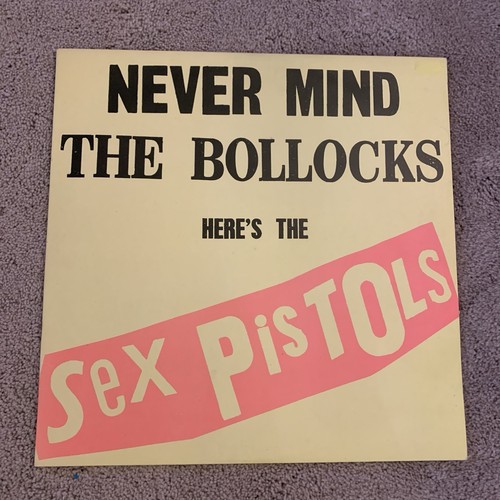 NEVER MIND
THE BOLLOCKS
HERE'S THE
Sex PiSTOLS